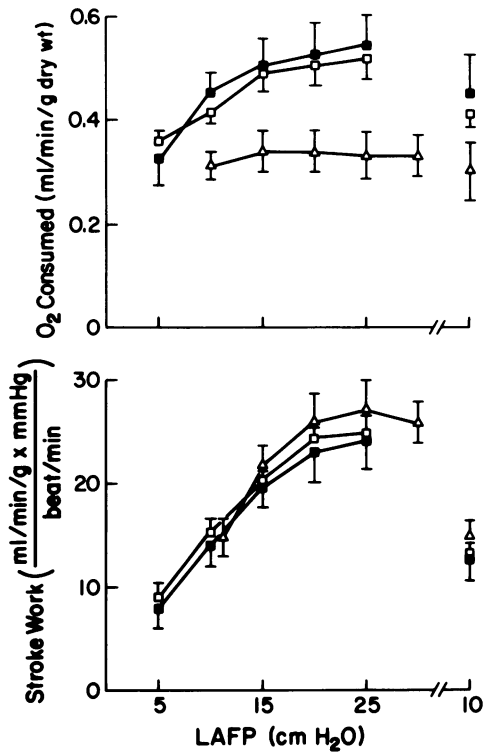 O2 Consumed (ml/min/g dry wt)
0.6
0.4
0.2
0
Stroke Work (ml/min/g x mmHg
beat/min)
30
20
10
0
5 15 25 10
LAFP (cm H2O)